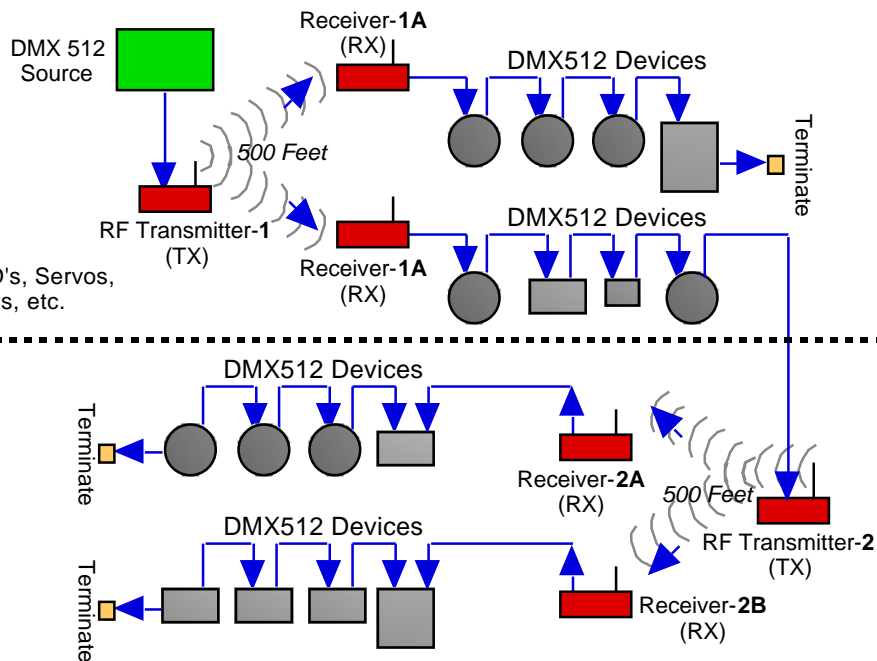 Receiver-1A
(RX)
DMX 512
Source
DMX512 Devices
500 Feet
Terminate
RF Transmitter-1
(TX)
Receiver-1A
(RX)
DMX512 Devices
D's, Servos,
s, etc.
DMX512 Devices
Terminate
Receiver-2A
(RX)
500 Feet
RF Transmitter-2
(TX)
DMX512 Devices
Terminate
Receiver-2B
(RX)